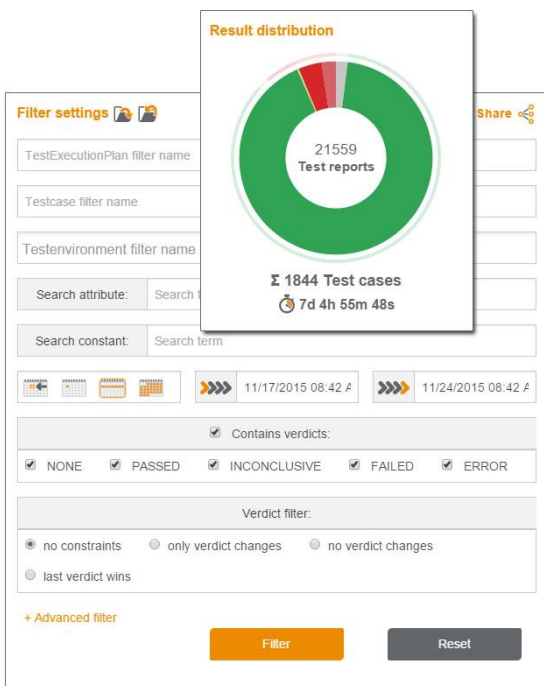 Result distribution
21559
Test reports
Σ 1844 Test cases
7d 4h 55m 48s
Filter settings
Share
TestExecutionPlan filter name
Testcase filter name
Testenvironment filter name
Search attribute:
Search
Search constant:
Search term
11/17/2015 08:42
11/24/2015 08:42
Contains verdicts:
NONE PASSED INCONCLUSIVE FAILED ERROR
Verdict filter:
no constraints only verdict changes no verdict changes
last verdict wins
+ Advanced filter
Filter Reset